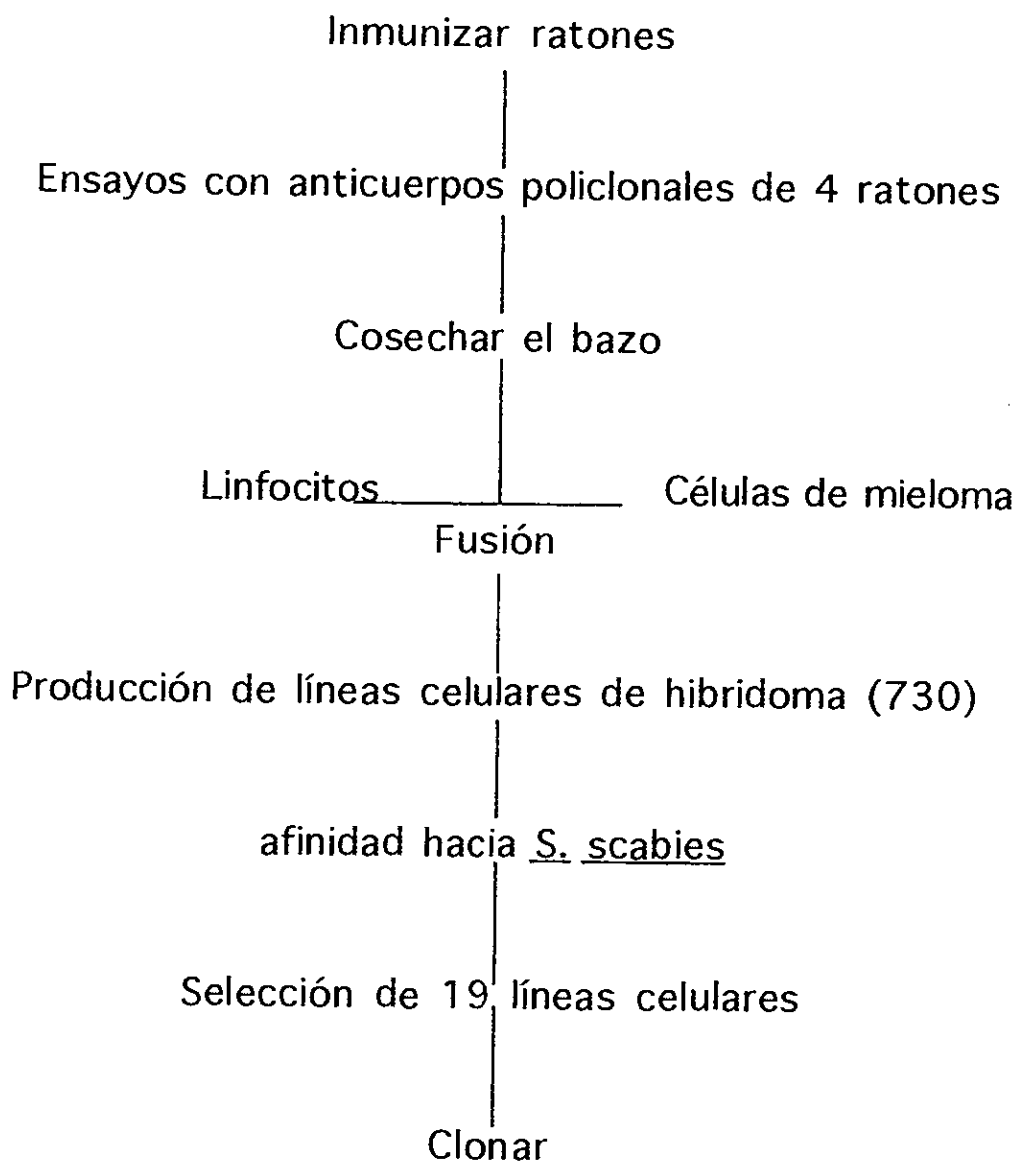 Inmunizar ratones
Ensayos con anticuerpos policlonales de 4 ratones
Cosechar el bazo
Linfocitos Células de mieloma
Fusión
Producción de líneas celulares de hibridoma (730)
afinidad hacia S. scabies
Selección de 19 líneas celulares
Clonar